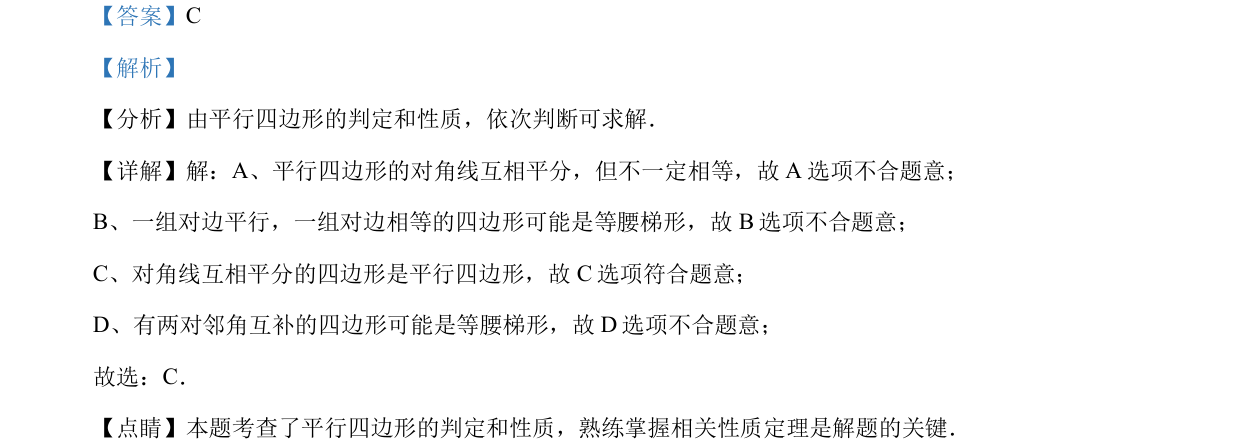 【答案】C
【解析】
【分析】由平行四边形的判定和性质，依次判断可求解．
【详解】解：A、平行四边形的对角线互相平分，但不一定相等，故 A 选项不合题意；
B、一组对边平行，一组对边相等的四边形可能是等腰梯形，故 B 选项不合题意；
C、对角线互相平分的四边形是平行四边形，故 C 选项符合题意；
D、有两对邻角互补的四边形可能是等腰梯形，故 D 选项不合题意；
故选：C．
【点睛】本题考查了平行四边形的判定和性质，熟练掌握相关性质定理是解题的关键．